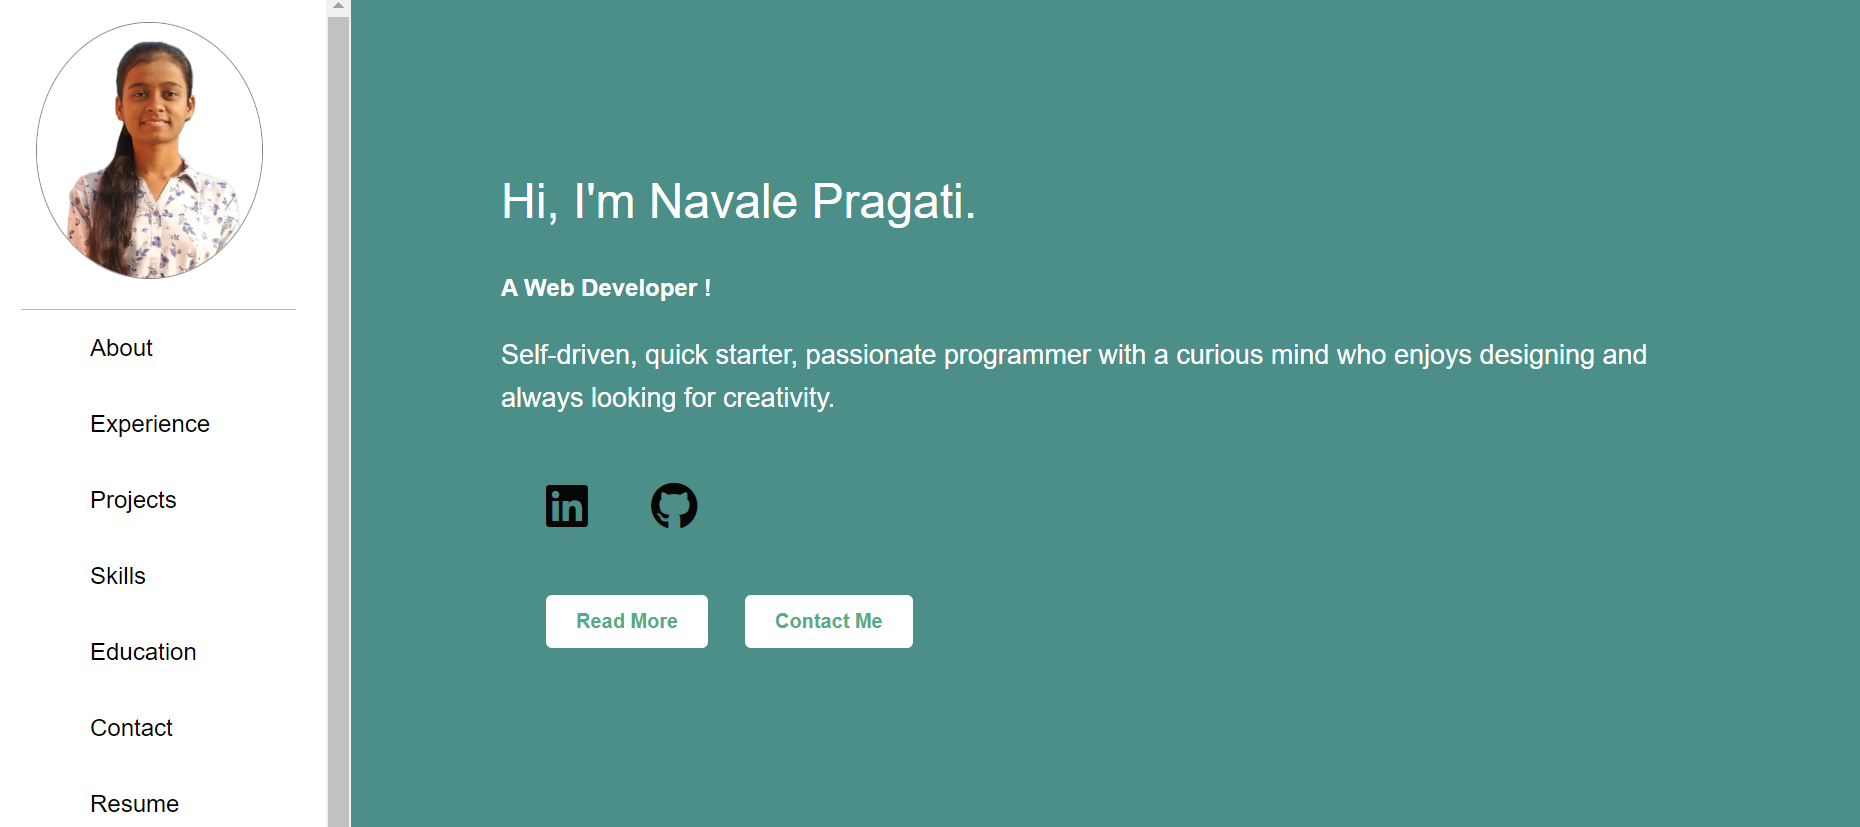 About
Experience
Projects
Skills
Education
Contact
Resume
Hi, I'm Navale Pragati.
A Web Developer !
Self-driven, quick starter, passionate programmer with a curious mind who enjoys designing and
always looking for creativity.
in
Read More
Contact Me